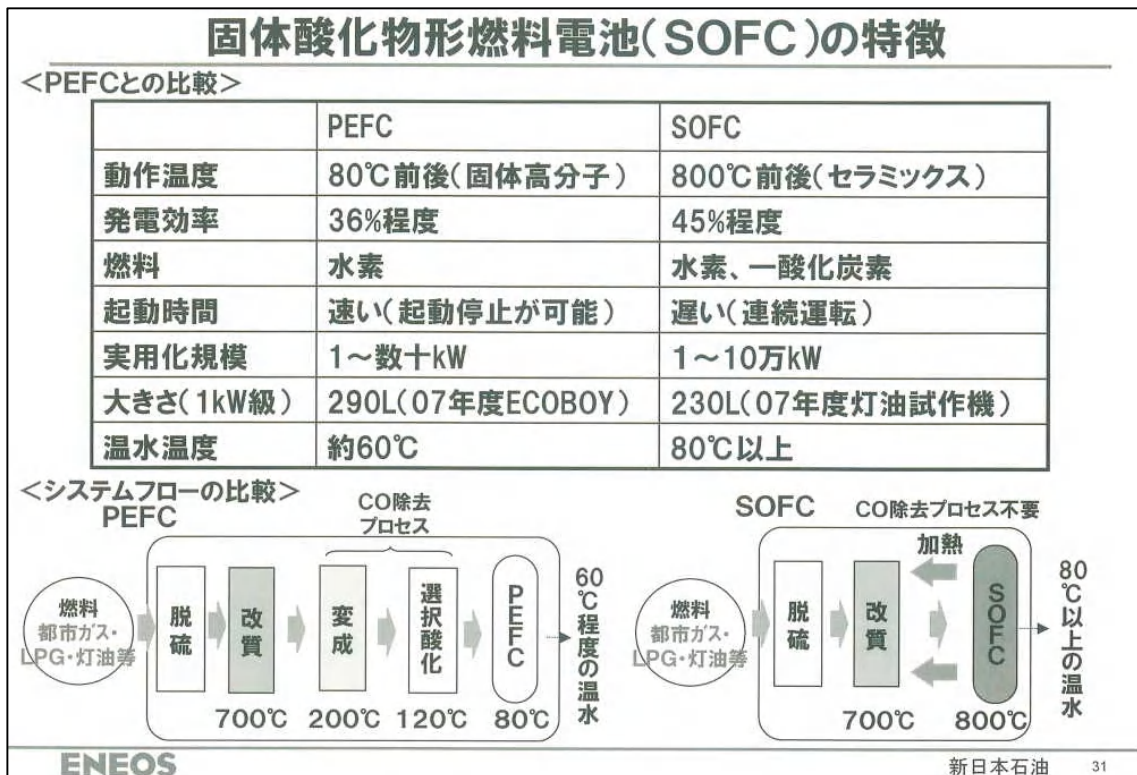 固体酸化物形燃料電池(SOFC)の特徴
<PEFCとの比較>
PEFC SOFC
動作温度 80℃前後(固体高分子) 800℃前後(セラミックス)
発電効率 36%程度 45%程度
燃料 水素 水素、一酸化炭素
起動時間 速い(起動停止が可能) 遅い(連続運転)
実用化規模 1～数十kW 1～10万kW
大きさ(1kW級) 290L(07年度ECOBOY) 230L(07年度灯油試作機)
温水温度 約60℃ 80℃以上
<システムフローの比較>
PEFC
CO除去
プロセス
燃料
都市ガス・
LPG・灯油等
脱硫
改質
変成
選択酸化
PEFC
60℃程度の温水
700℃ 200℃ 120℃ 80℃
SOFC
CO除去プロセス不要
加熱
燃料
都市ガス・
LPG・灯油等
脱硫
改質
SOFC
80℃以上の温水
700℃ 800℃
ENEOS
新日本石油 31